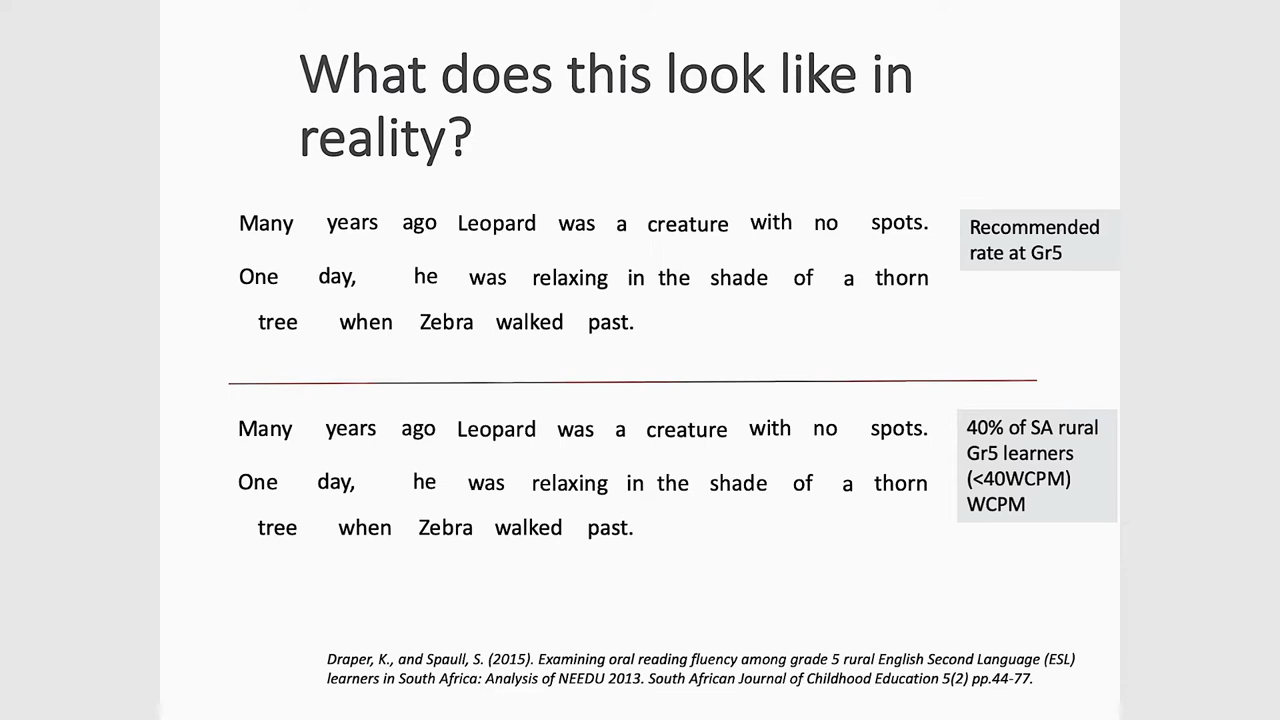 What does this look like in
reality?
Many years ago Leopard was a creature with no spots.
One day, he was relaxing in the shade of a thorn
tree when Zebra walked past.
Recommended
rate at Gr5
Many years ago Leopard was a creature with no spots.
One day, he was relaxing in the shade of a thorn
tree when Zebra walked past.
40% of SA rural
Gr5 learners
(<40WCPM)
WCPM
Draper, K., and Spaull, S. (2015). Examining oral reading fluency among grade 5 rural English Second Language (ESL)
learners in South Africa: Analysis of NEEDU 2013. South African Journal of Childhood Education 5(2) pp.44-77.